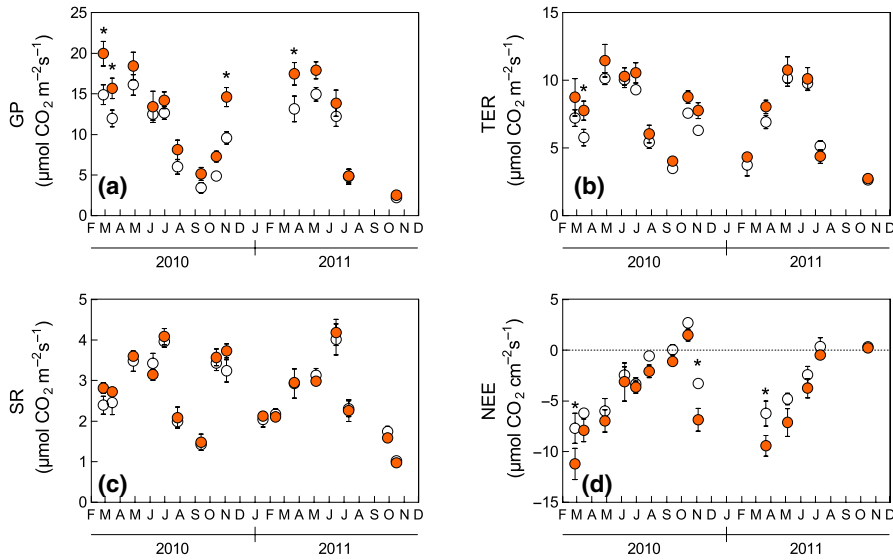 25
20
15
10
5
0
GP
(µmol CO2 m−2s−1)
* * * *
(a)
F M A M J J A S O N D J F M A M J J A S O N D
2010 2011
15
10
5
0
TER
(µmol CO2 m−2s−1)
*
(b)
F M A M J J A S O N D J F M A M J J A S O N D
2010 2011
5
4
3
2
1
0
SR
(µmol CO2 m−2s−1)
(c)
F M A M J J A S O N D J F M A M J J A S O N D
2010 2011
5
0
−5
−10
−15
NEE
(µmol CO2 cm−2s−1)
* * *
(d)
F M A M J J A S O N D J F M A M J J A S O N D
2010 2011